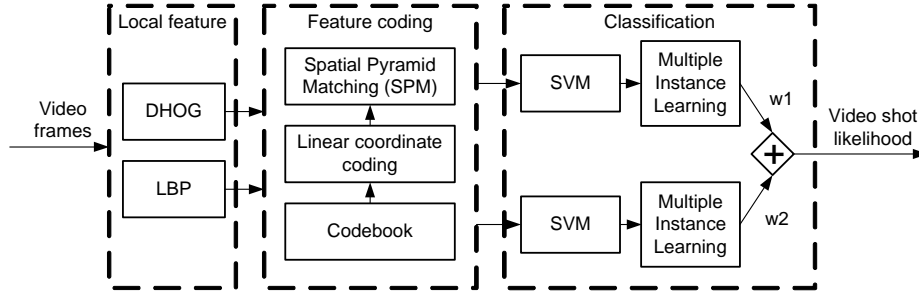 Local feature
Feature coding
Classification
Video
frames
DHOG
LBP
Spatial Pyramid
Matching (SPM)
Linear coordinate
coding
Codebook
SVM
Multiple
Instance
Learning
w1
SVM
Multiple
Instance
Learning
w2
+
Video shot
likelihood